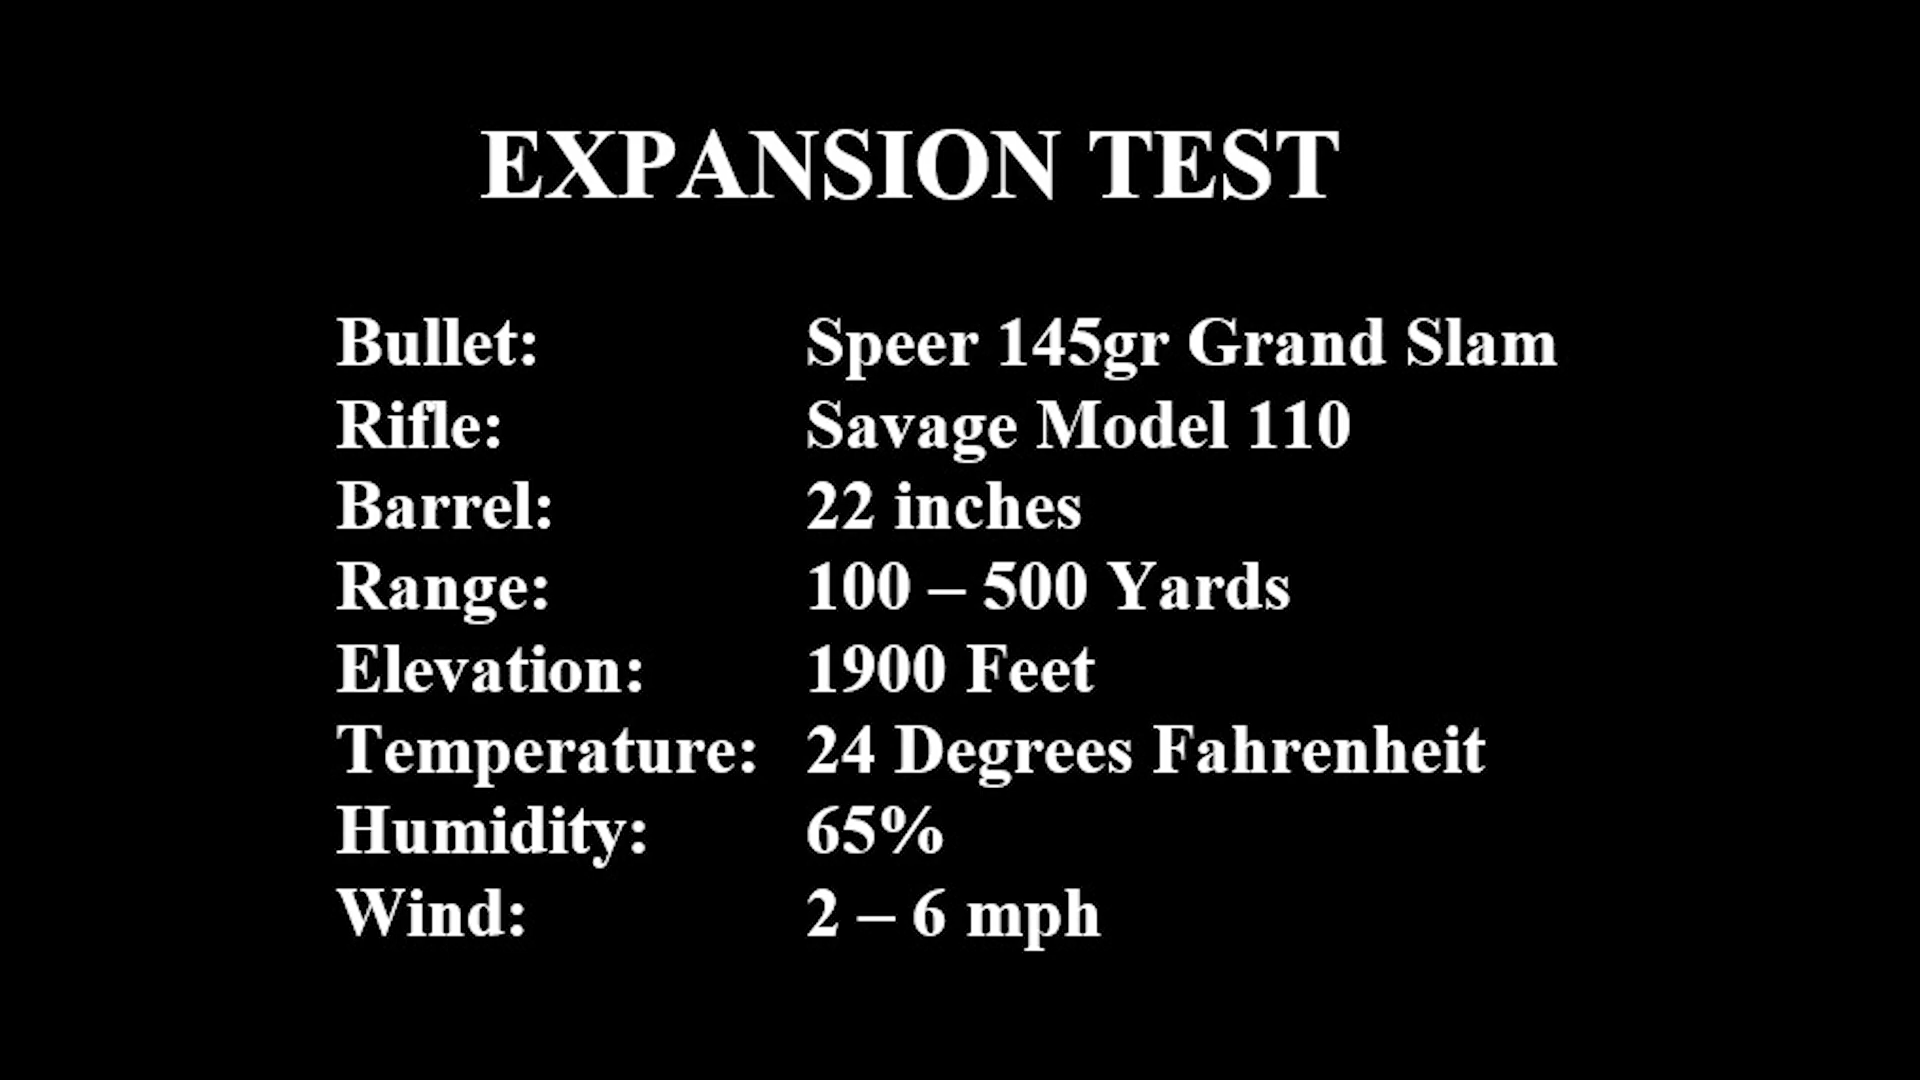 EXPANSION TEST
Bullet: Speer 145gr Grand Slam
Rifle: Savage Model 110
Barrel: 22 inches
Range: 100 – 500 Yards
Elevation: 1900 Feet
Temperature: 24 Degrees Fahrenheit
Humidity: 65%
Wind: 2 – 6 mph